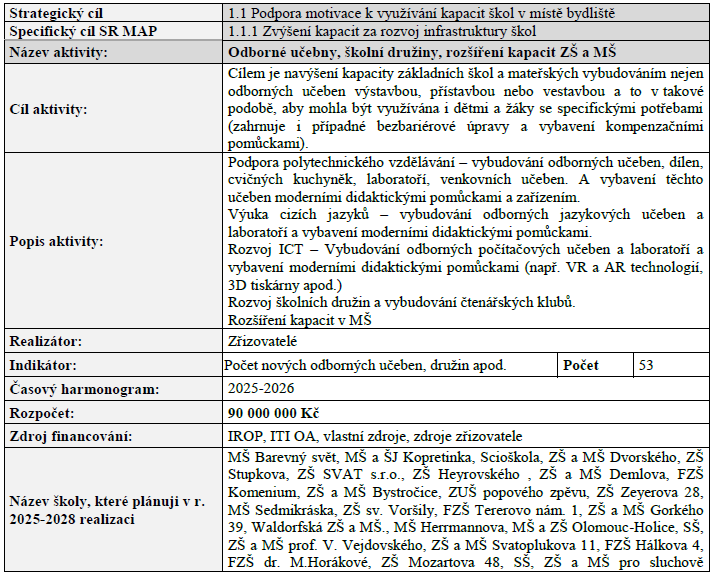 Strategický cíl
1.1 Podpora motivace k využívání kapacit škol v místě bydliště
Specifický cíl SR MAP
1.1.1 Zvýšení kapacit za rozvoj infrastruktury škol
Název aktivity:
Odborné učebny, školní družiny, rozšíření kapacit ZŠ a MŠ
Cíl aktivity:
Cílem je navýšení kapacity základních škol a mateřských vybudováním nejen
odborných učeben výstavbou, přístavbou nebo vestavbou a to v takové
podobě, aby mohla být využívána i dětmi a žáky se specifickými potřebami
(zahrnuje i případné bezbariérové úpravy a vybavení kompenzačními
pomůckami).
Popis aktivity:
Podpora polytechnického vzdělávání – vybudování odborných učeben, dílen,
cvičných kuchyněk, laboratoří, venkovních učeben. A vybavení těchto
učeben moderními didaktickými pomůckami a zařízením.
Výuka cizích jazyků – vybudování odborných jazykových učeben a
laboratoří a vybavení moderními didaktickými pomůckami.
Rozvoj ICT – Vybudování odborných počítačových učeben a laboratoří a
vybavení moderními didaktickými pomůckami (např. VR a AR technologií,
3D tiskárny apod.)
Rozvoj školních družin a vybudování čtenářských klubů.
Rozšíření kapacit v MŠ
Realizátor:
Zřizovatelé
Indikátor:
Počet nových odborných učeben, družin apod.
Počet
53
Časový harmonogram:
2025-2026
Rozpočet:
90 000 000 Kč
Zdroj financování:
IROP, ITI OA, vlastní zdroje, zdroje zřizovatele
Název školy, které plánují v r.
2025-2028 realizaci
MŠ Barevný svět, MŠ a ŠJ Kopretinka, Scioškola, ZŠ a MŠ Dvorského, ZŠ
Stupkova, ZŠ SVAT s.r.o., ZŠ Heyrovského , ZŠ a MŠ Demlova, FZŠ
Komenium, ZŠ a MŠ Bystročice, ZUŠ popového zpěvu, ZŠ Zeyerova 28,
MŠ Sedmikráska, ZŠ sv. Voršily, FZŠ Tererovo nám. 1, ZŠ a MŠ Gorkého
39, Waldorfská ZŠ a MŠ., MŠ Herrmannova, MŠ a ZŠ Olomouc-Holice, SŠ,
ZŠ a MŠ prof. V. Vejdovského, ZŠ a MŠ Svatoplukova 11, FZŠ Hálkova 4,
FZŠ dr. M.Horákové, ZŠ Mozartova 48, SŠ, ZŠ a MŠ pro sluchově